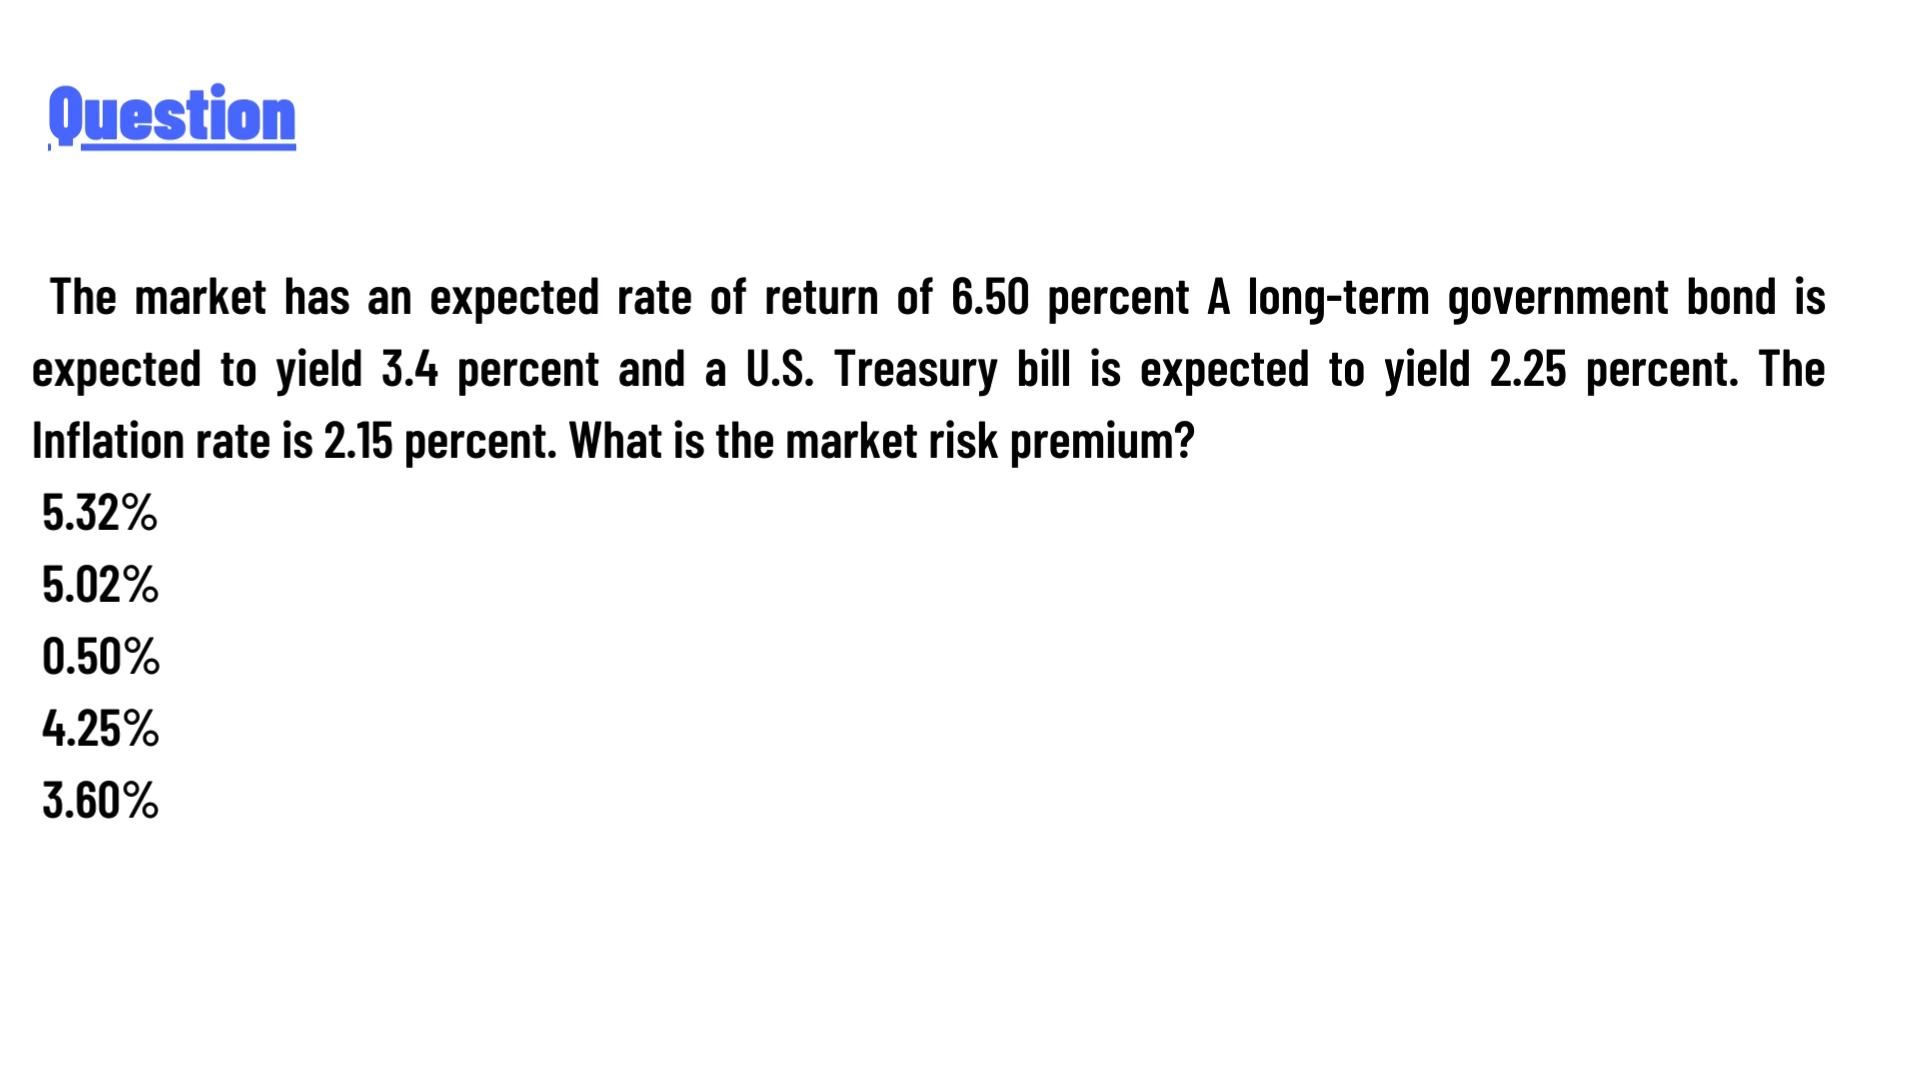 Question
The market has an expected rate of return of 6.50 percent A long-term government bond is
expected to yield 3.4 percent and a U.S. Treasury bill is expected to yield 2.25 percent. The
Inflation rate is 2.15 percent. What is the market risk premium?
5.32%
5.02%
0.50%
4.25%
3.60%